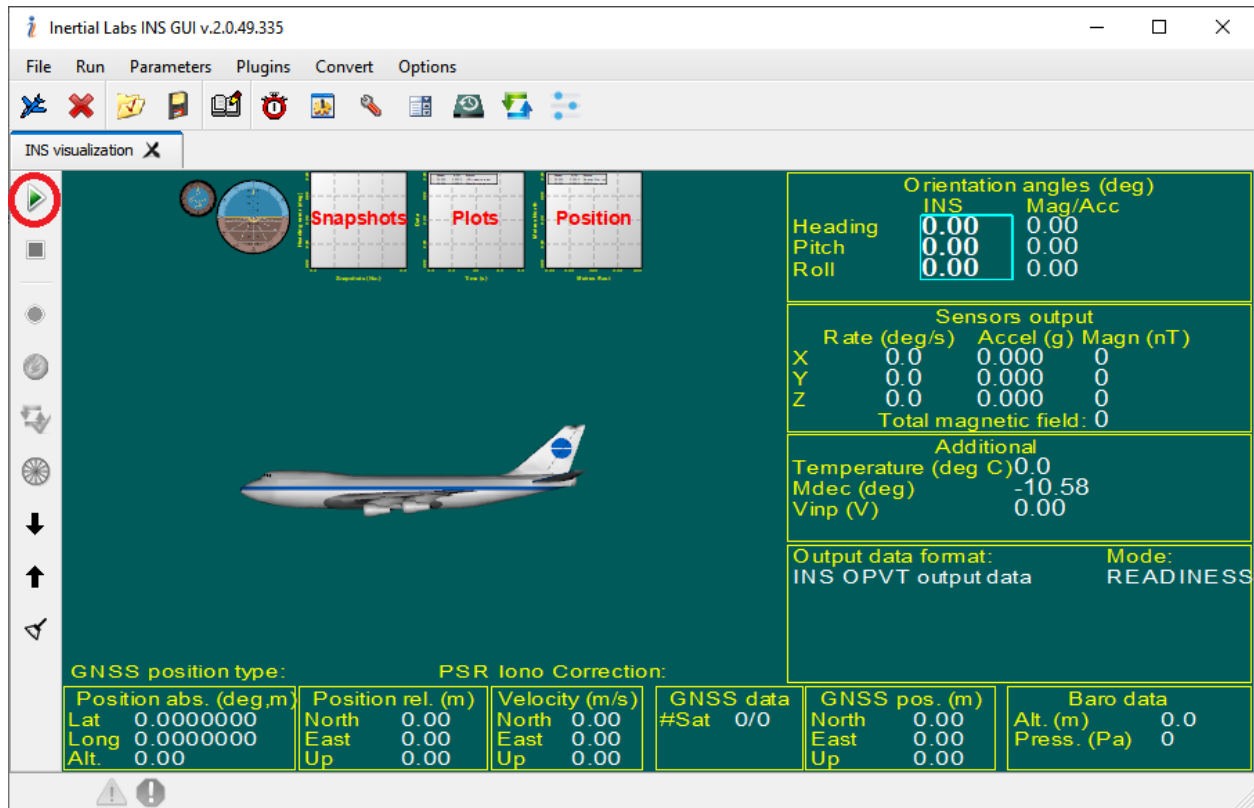 Inertial Labs INS GUI v.2.0.49.335
File Run Parameters Plugins Convert Options
INS visualization
Snapshots
Plots
Position
Snapshots (No.)
Time (s)
Orientation angles (deg)
INS Mag/Acc
Heading 0.00 0.00
Pitch 0.00 0.00
Roll 0.00 0.00
Sensors output
Rate (deg/s) Accel (g) Magn (nT)
X 0.0 0.000 0
Y 0.0 0.000 0
Z 0.0 0.000 0
Total magnetic field: 0
Additional
Temperature (deg C) 0.0
Mdec (deg) -10.58
Vinp (V) 0.00
Output data format: Mode:
INS OPVT output data READINESS
GNSS position type: PSR Iono Correction:
Position abs. (deg,m)
Lat 0.0000000
Long 0.0000000
Alt. 0.00
Position rel. (m)
North 0.00
East 0.00
Up 0.00
Velocity (m/s)
North 0.00
East 0.00
Up 0.00
GNSS data
#Sat 0/0
GNSS pos. (m)
North 0.00
East 0.00
Up 0.00
Baro data
Alt. (m) 0.0
Press. (Pa) 0